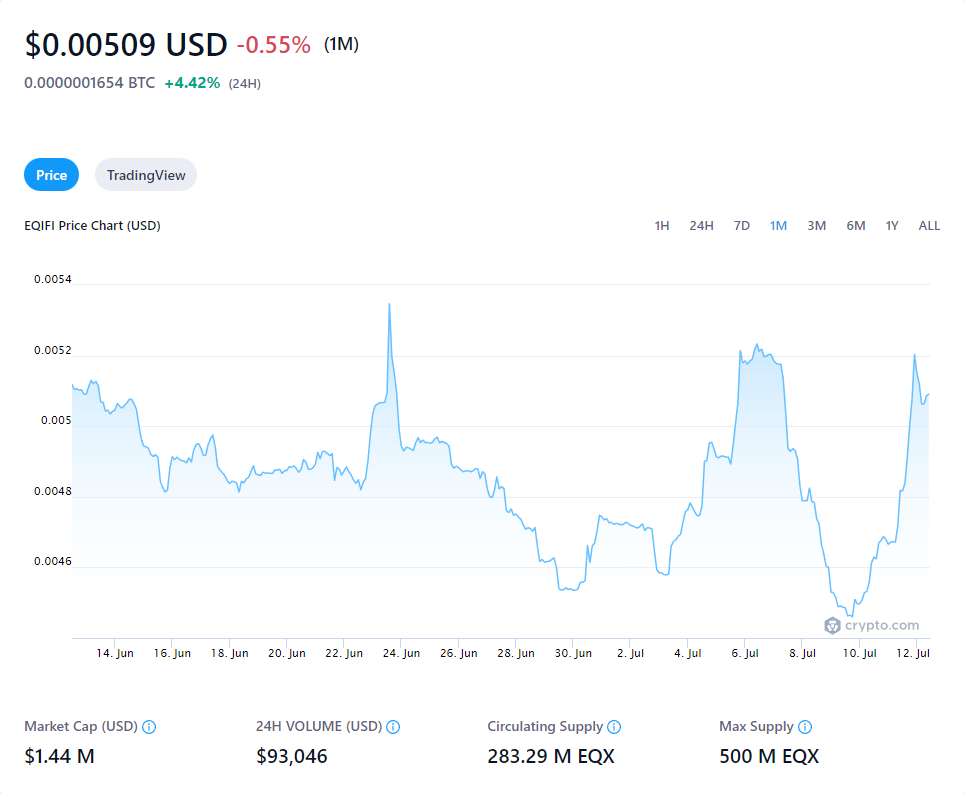 $0.00509 USD -0.55% (1M)
0.0000001654 BTC +4.42% (24H)
Price TradingView
EQIFI Price Chart (USD) 1H 24H 7D 1M 3M 6M 1Y ALL
0.0054
0.0052
0.005
0.0048
0.0046
crypto.com
14. Jun 16. Jun 18. Jun 20. Jun 22. Jun 24. Jun 26. Jun 28. Jun 30. Jun 2. Jul 4. Jul 6. Jul 8. Jul 10. Jul 12. Jul
Market Cap (USD) 24H VOLUME (USD) Circulating Supply Max Supply
$1.44 M $93,046 283.29 M EQX 500 M EQX